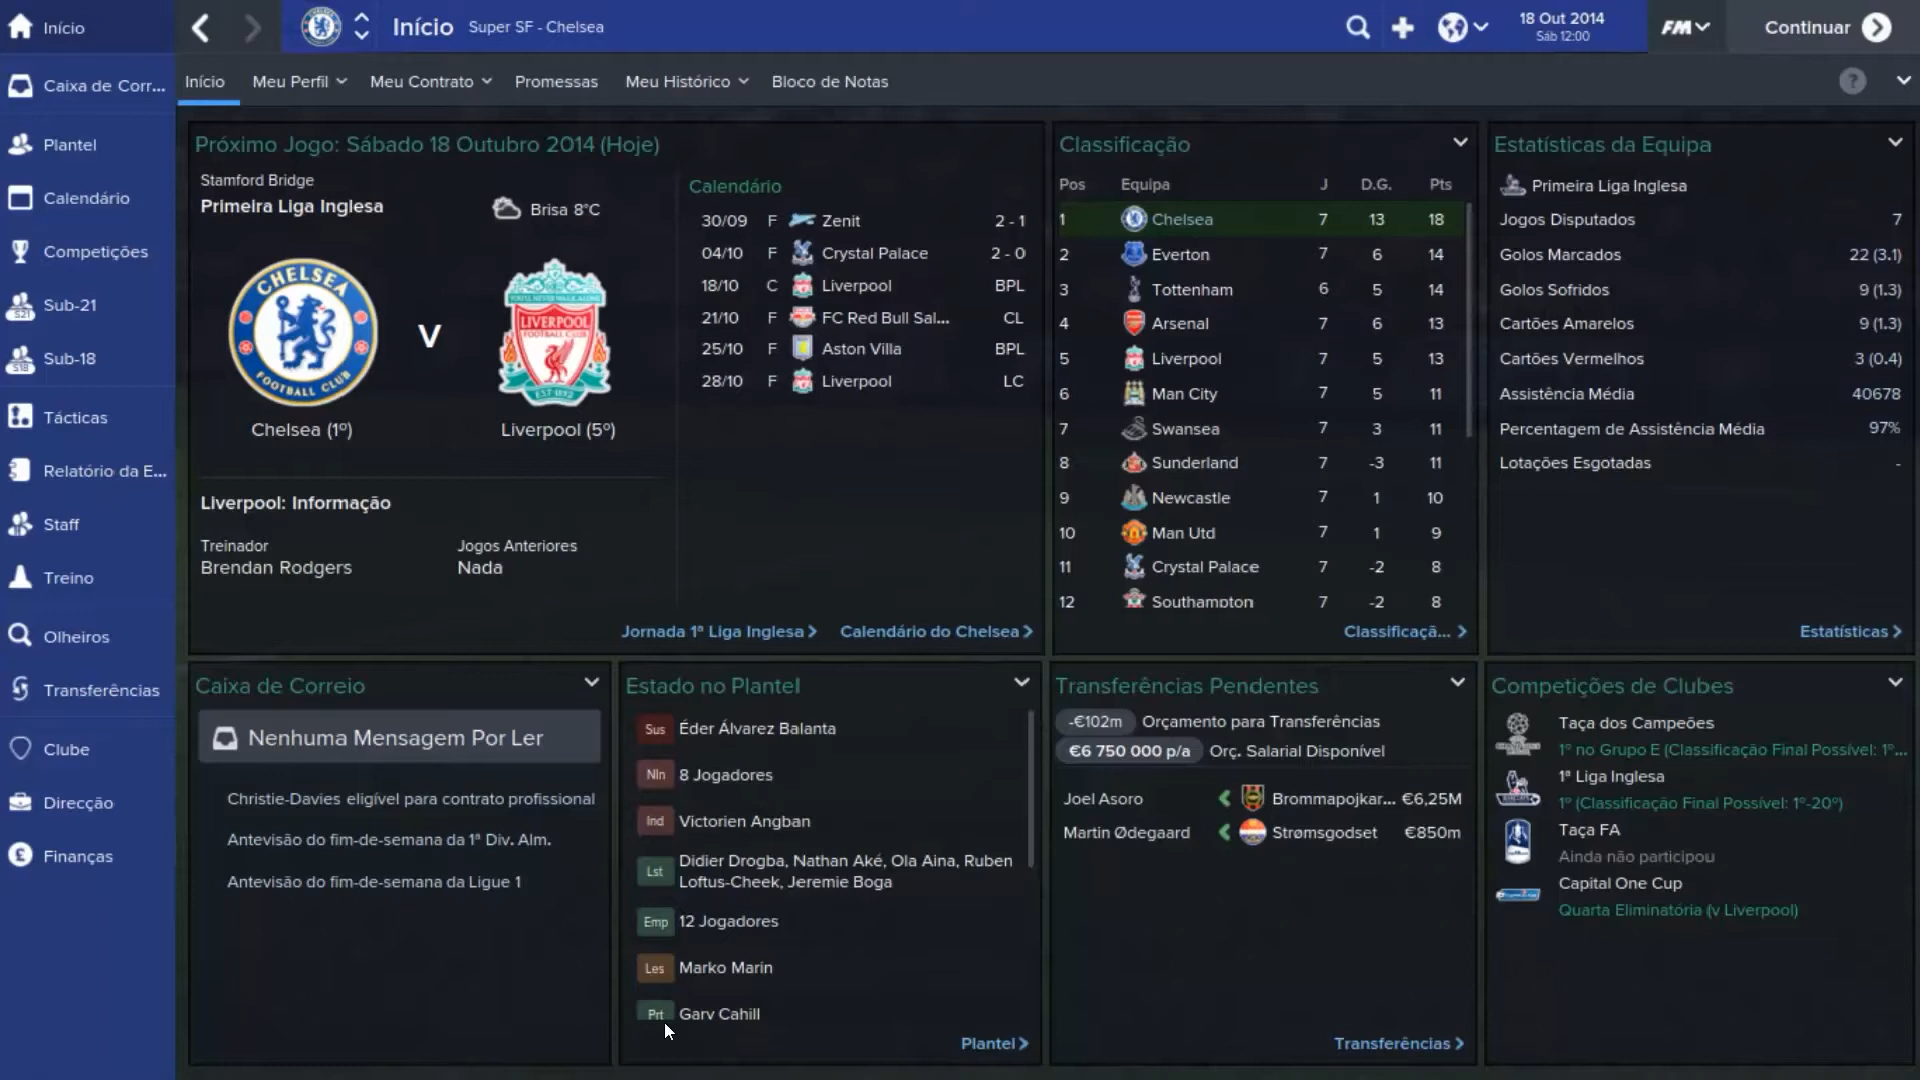 Início
Super SF - Chelsea
18 Out 2014
Sáb 12:00
FM
Continuar
Início
Caixa de Corr...
Plantel
Calendário
Competições
Sub-21
Sub-18
Tácticas
Relatório da E...
Staff
Treino
Olheiros
Transferências
Clube
Direcção
Finanças
Início
Meu Perfil
Meu Contrato
Promessas
Meu Histórico
Bloco de Notas
?
Próximo Jogo: Sábado 18 Outubro 2014 (Hoje)
Stamford Bridge
Primeira Liga Inglesa
Brisa 8°C
CHELSEA
FOOTBALL CLUB
V
YOU'LL NEVER WALK ALONE
LIVERPOOL
FOOTBALL CLUB
EST·1892
Chelsea (1º)
Liverpool (5º)
Liverpool: Informação
Treinador
Brendan Rodgers
Jogos Anteriores
Nada
Calendário
30/09 F Zenit 2 - 1
04/10 F Crystal Palace 2 - 0
18/10 C Liverpool BPL
21/10 F FC Red Bull Sal... CL
25/10 F Aston Villa BPL
28/10 F Liverpool LC
Jornada 1ª Liga Inglesa
Calendário do Chelsea
Classificação
Pos Equipa J D.G. Pts
1 Chelsea 7 13 18
2 Everton 7 6 14
3 Tottenham 6 5 14
4 Arsenal 7 6 13
5 Liverpool 7 5 13
6 Man City 7 5 11
7 Swansea 7 3 11
8 Sunderland 7 -3 11
9 Newcastle 7 1 10
10 Man Utd 7 1 9
11 Crystal Palace 7 -2 8
12 Southampton 7 -2 8
Classificaçã...
Estatísticas da Equipa
Primeira Liga Inglesa
Jogos Disputados 7
Golos Marcados 22 (3.1)
Golos Sofridos 9 (1.3)
Cartões Amarelos 9 (1.3)
Cartões Vermelhos 3 (0.4)
Assistência Média 40678
Percentagem de Assistência Média 97%
Lotações Esgotadas -
Estatísticas
Caixa de Correio
Nenhuma Mensagem Por Ler
Christie-Davies eligível para contrato profissional
Antevisão do fim-de-semana da 1ª Div. Alm.
Antevisão do fim-de-semana da Ligue 1
Estado no Plantel
Sus Éder Álvarez Balanta
NIn 8 Jogadores
Ind Victorien Angban
Lst Didier Drogba, Nathan Aké, Ola Aina, Ruben
Loftus-Cheek, Jeremie Boga
Emp 12 Jogadores
Les Marko Marin
Prt Gary Cahill
Plantel
Transferências Pendentes
-€102m Orçamento para Transferências
€6 750 000 p/a Orç. Salarial Disponível
Joel Asoro Brommapojkar... €6,25M
Martin Ødegaard Strømsgodset €850m
Transferências
Competições de Clubes
Taça dos Campeões
1º no Grupo E (Classificação Final Possível: 1º...
1ª Liga Inglesa
1º (Classificação Final Possível: 1º-20º)
Taça FA
Ainda não participou
Capital One Cup
Quarta Eliminatória (v Liverpool)